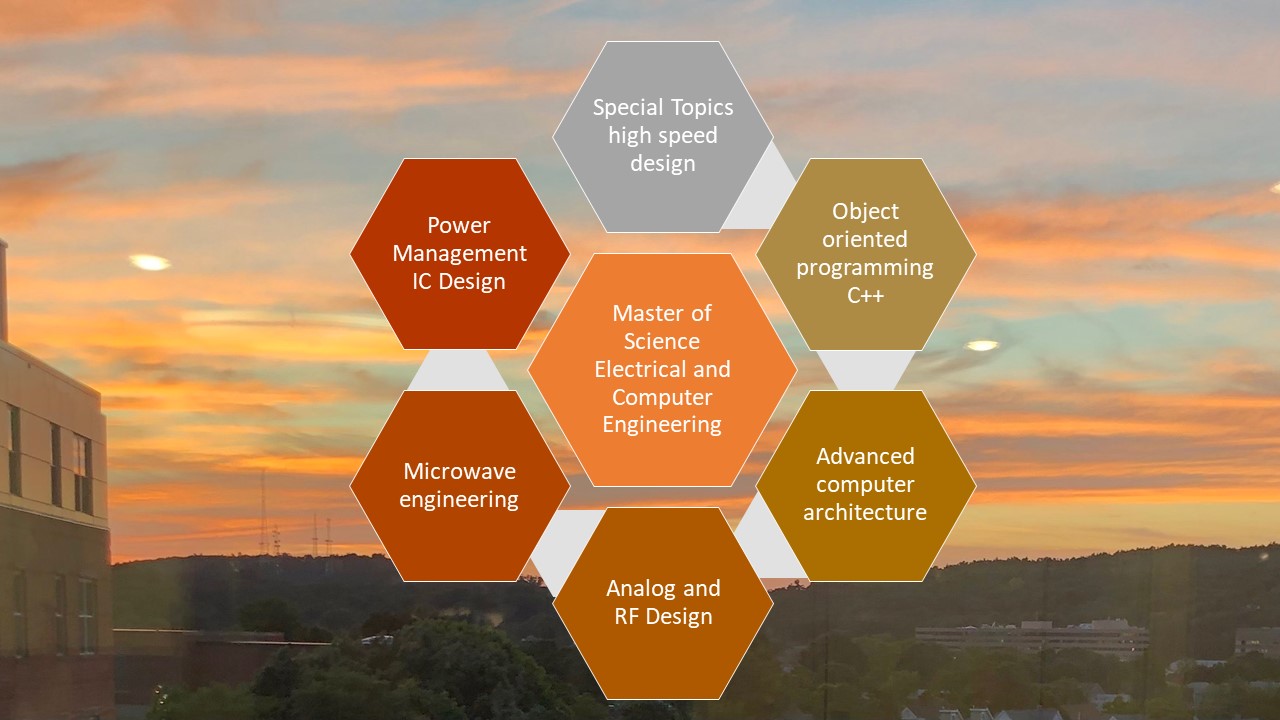 Special Topics
high speed
design
Power
Management
IC Design
Object
oriented
programming
C++
Master of
Science
Electrical and
Computer
Engineering
Microwave
engineering
Advanced
computer
architecture
Analog and
RF Design